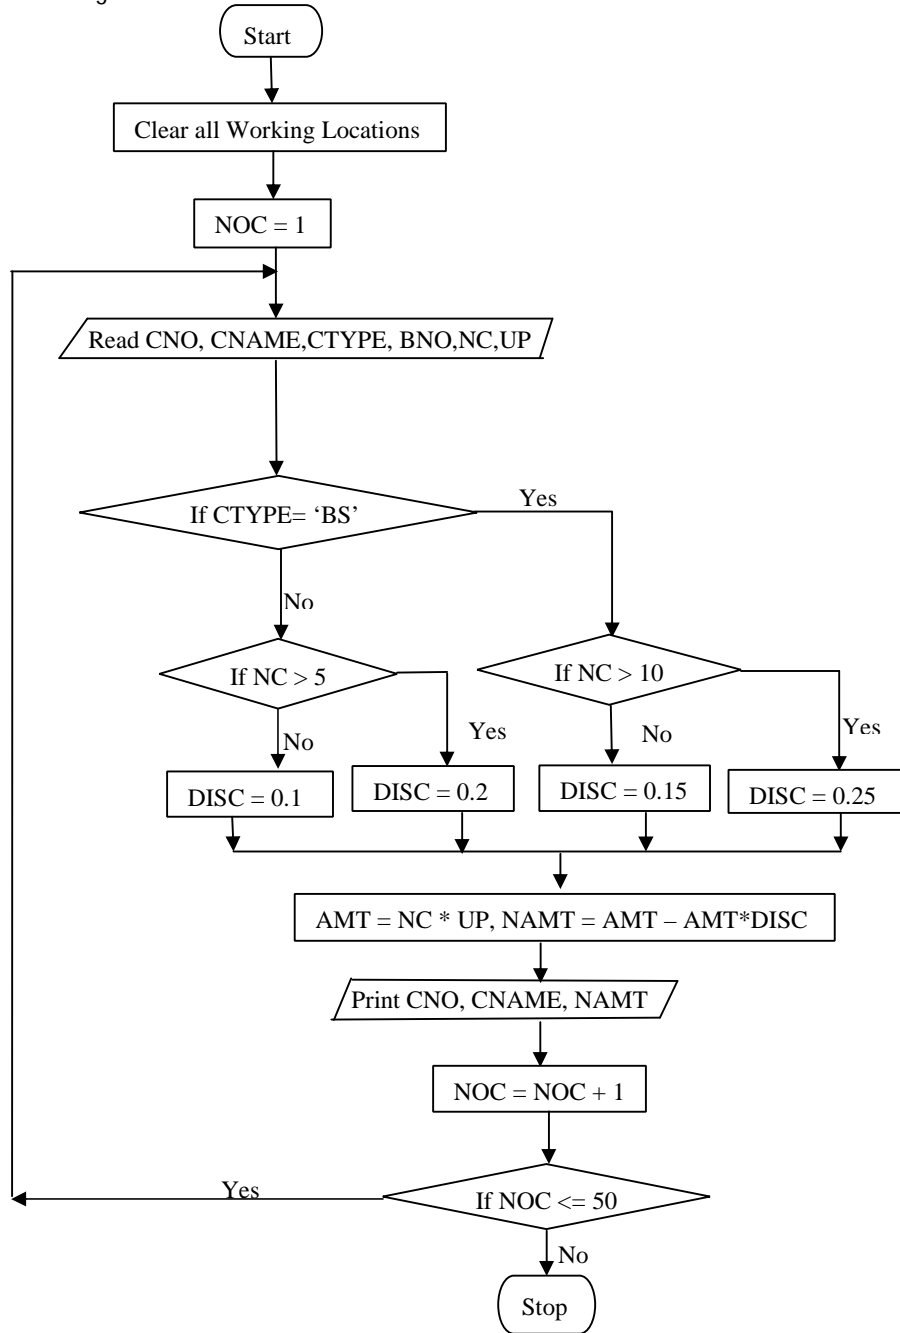 Start
Clear all Working Locations
NOC = 1
Read CNO, CNAME,CTYPE, BNO,NC,UP
If CTYPE= ‘BS’
Yes
No
If NC > 5
If NC > 10
No
Yes
No
Yes
DISC = 0.1
DISC = 0.2
DISC = 0.15
DISC = 0.25
AMT = NC * UP, NAMT = AMT – AMT*DISC
Print CNO, CNAME, NAMT
NOC = NOC + 1
Yes
If NOC <= 50
No
Stop